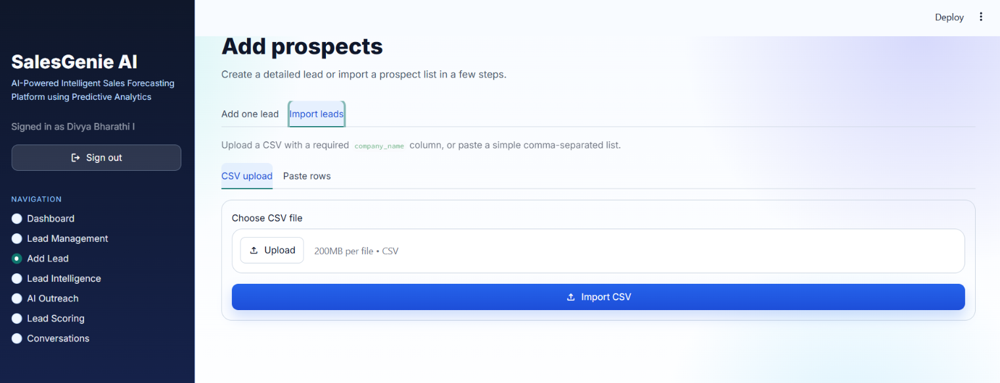 Deploy
SalesGenie AI
AI-Powered Intelligent Sales Forecasting
Platform using Predictive Analytics
Signed in as Divya Bharathi I
Sign out
NAVIGATION
Dashboard
Lead Management
Add Lead
Lead Intelligence
AI Outreach
Lead Scoring
Conversations
Add prospects
Create a detailed lead or import a prospect list in a few steps.
Add one lead Import leads
Upload a CSV with a required company_name column, or paste a simple comma-separated list.
CSV upload Paste rows
Choose CSV file
Upload 200MB per file • CSV
Import CSV